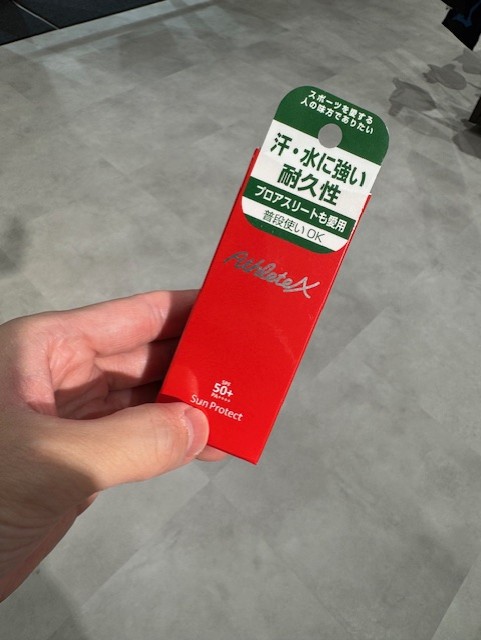 スポーツを愛する
人の味方でありたい
汗・水に強い
耐久性
プロアスリートも愛用
普段使いOK
AthleteX
SPF
50+
PA++++
Sun Protect